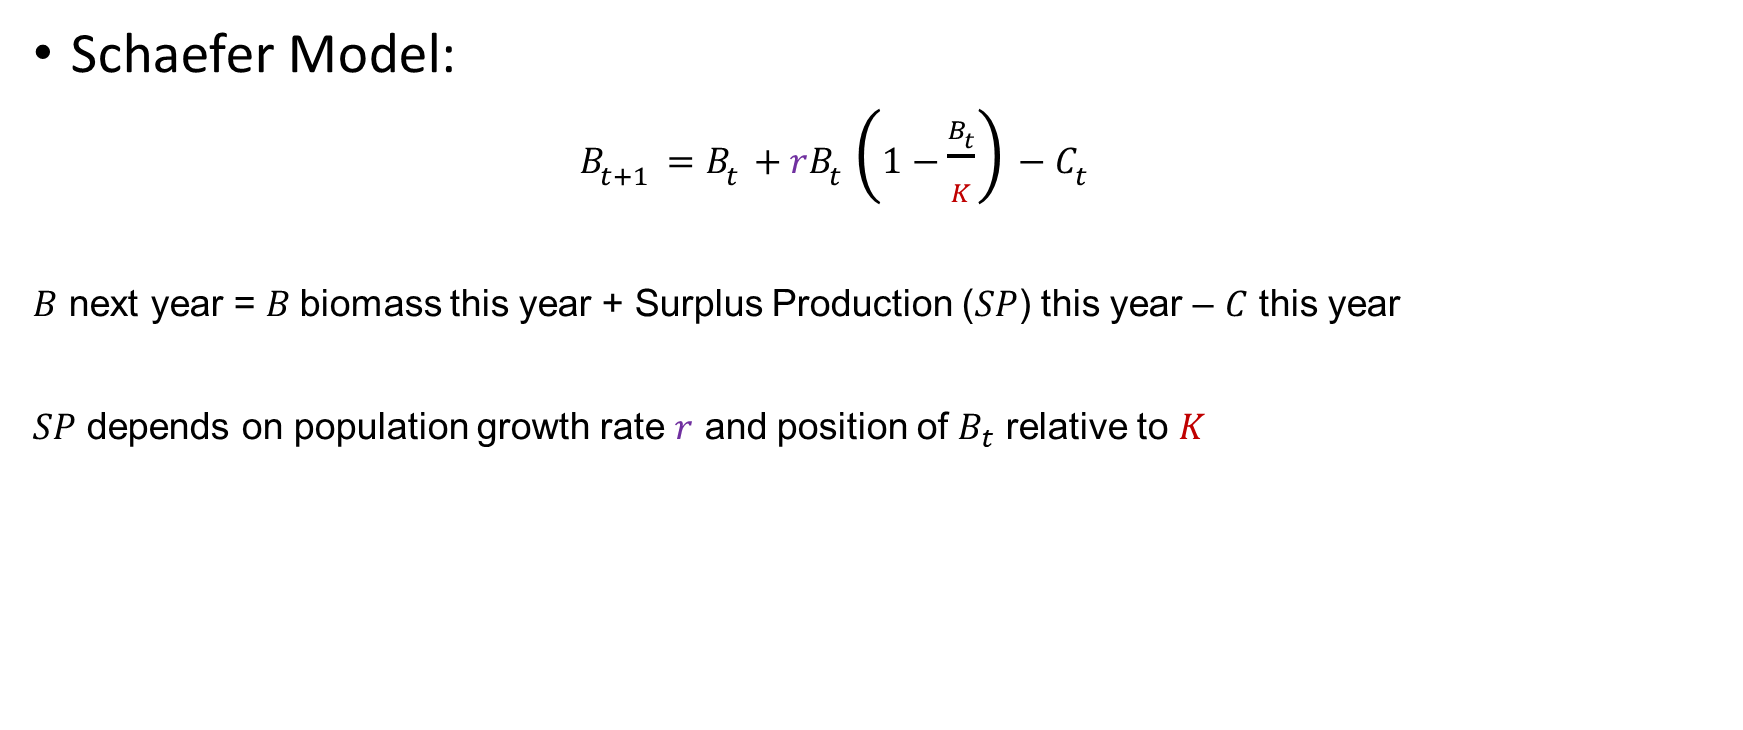 • Schaefer Model:
B_{t+1} = B_t + rB_t (1 − B_t/K) − C_t
B next year = B biomass this year + Surplus Production (SP) this year – C this year
SP depends on population growth rate r and position of B_t relative to K